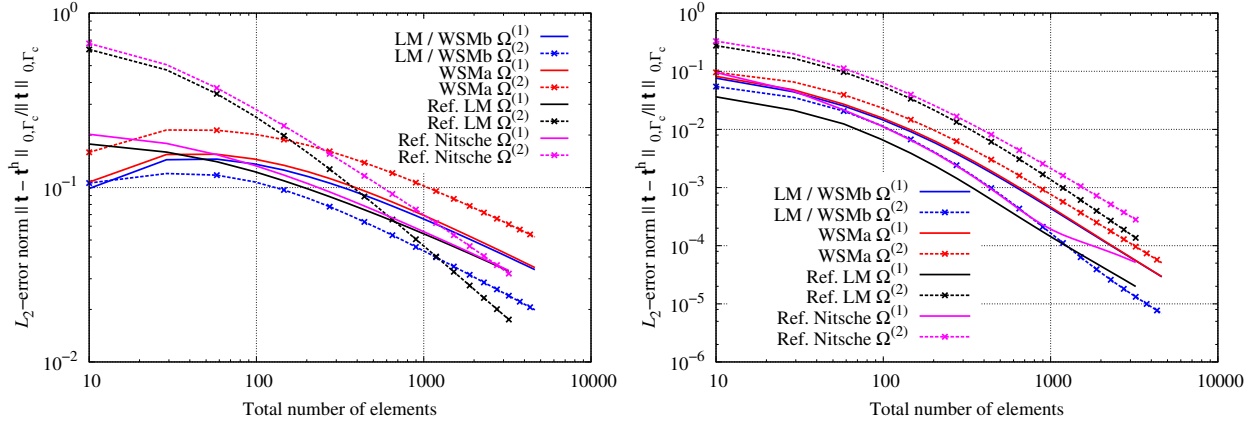 L₂−error norm || t − tʰ || ₀,Γc/|| t || ₀,Γc
10⁰
10⁻¹
10⁻²
10
100
1000
10000
Total number of elements
LM / WSMb Ω⁽¹⁾
LM / WSMb Ω⁽²⁾
WSMa Ω⁽¹⁾
WSMa Ω⁽²⁾
Ref. LM Ω⁽¹⁾
Ref. LM Ω⁽²⁾
Ref. Nitsche Ω⁽¹⁾
Ref. Nitsche Ω⁽²⁾
L₂−error norm || t − tʰ || ₀,Γc/|| t || ₀,Γc
10⁰
10⁻¹
10⁻²
10⁻³
10⁻⁴
10⁻⁵
10⁻⁶
10
100
1000
10000
Total number of elements
LM / WSMb Ω⁽¹⁾
LM / WSMb Ω⁽²⁾
WSMa Ω⁽¹⁾
WSMa Ω⁽²⁾
Ref. LM Ω⁽¹⁾
Ref. LM Ω⁽²⁾
Ref. Nitsche Ω⁽¹⁾
Ref. Nitsche Ω⁽²⁾